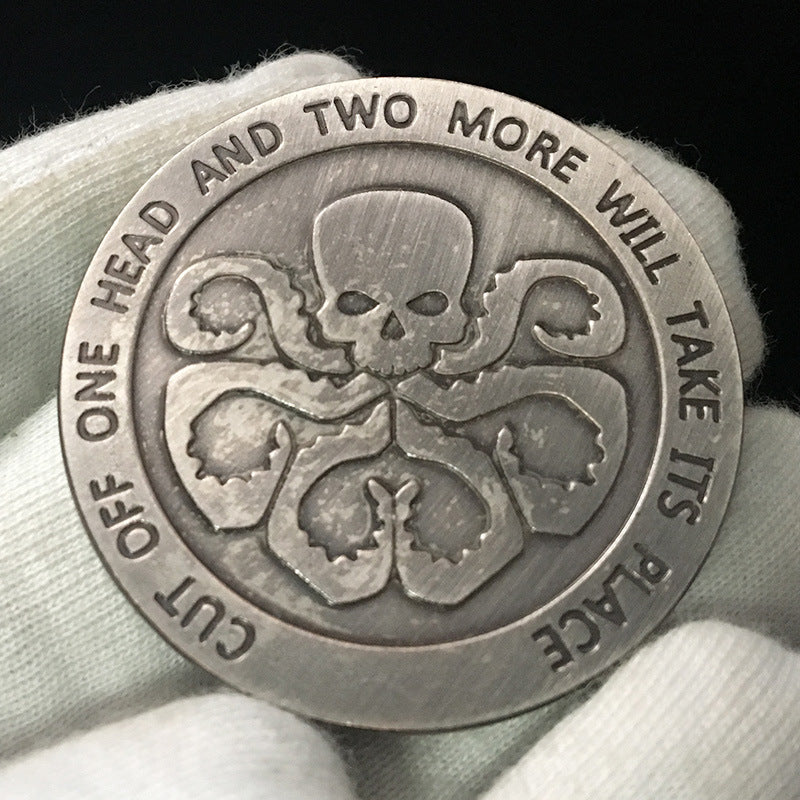 CUT OFF ONE HEAD AND TWO MORE WILL TAKE ITS PLACE